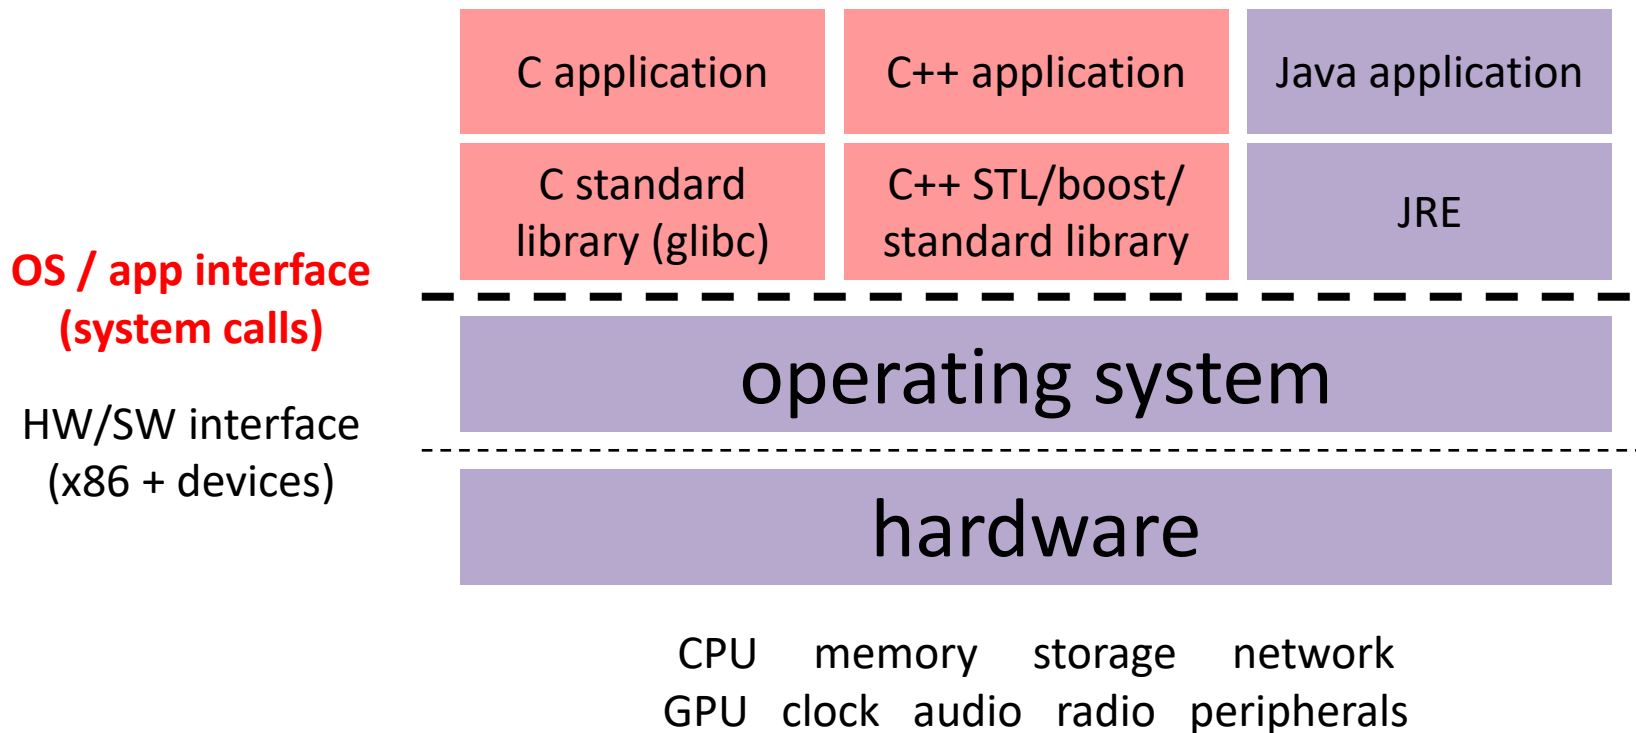 C application
C++ application
Java application
C standard
library (glibc)
C++ STL/boost/
standard library
JRE
OS / app interface
(system calls)
operating system
HW/SW interface
(x86 + devices)
hardware
CPU memory storage network
GPU clock audio radio peripherals